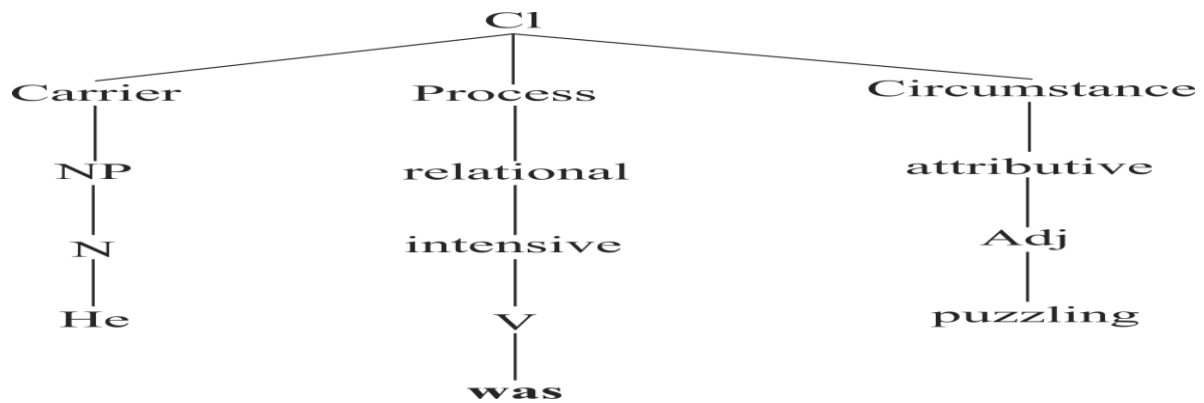 Cl
Carrier Process Circumstance
NP relational attributive
N intensive Adj
He V puzzling
was